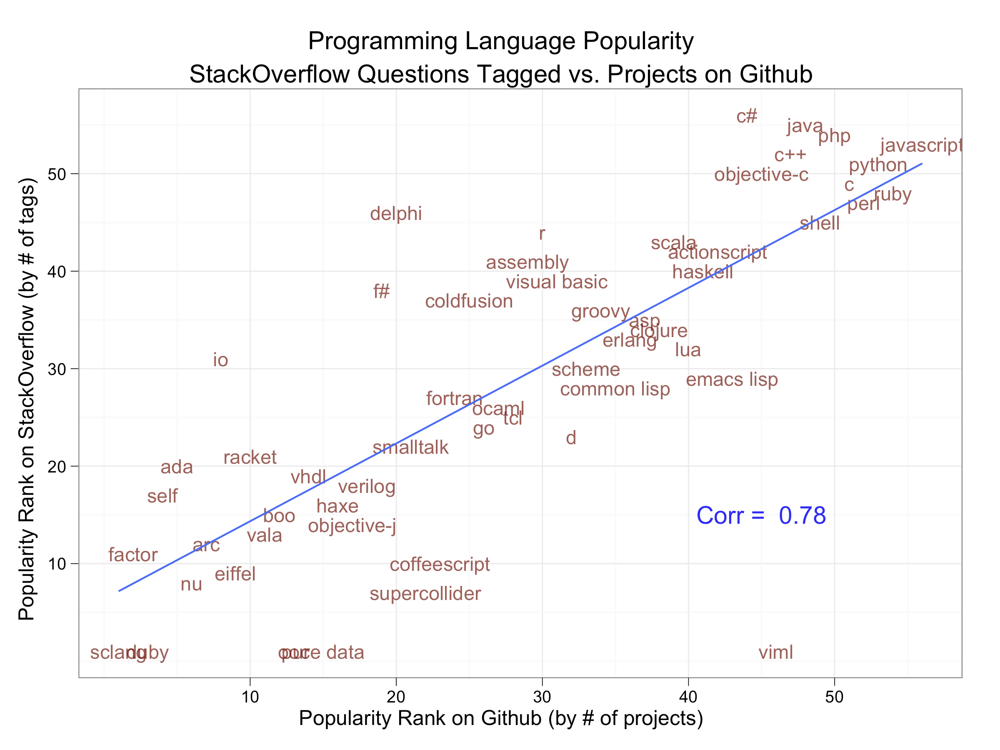 Programming Language Popularity
StackOverflow Questions Tagged vs. Projects on Github
Popularity Rank on StackOverflow (by # of tags)
50
40
30
20
10
c#
java
php
javascript
c++
python
objective-c
c
ruby
perl
delphi
shell
r
scala
actionscript
assembly
haskell
visual basic
f#
coldfusion
groovy
asp
clojure
erlang
lua
io
scheme
emacs lisp
common lisp
fortran
ocaml
tcl
go
d
smalltalk
racket
ada
vhdl
verilog
self
haxe
boo
Corr = 0.78
objective-j
vala
arc
factor
coffeescript
eiffel
nu
supercollider
sclang
pure data
viml
10
20
30
40
50
Popularity Rank on Github (by # of projects)